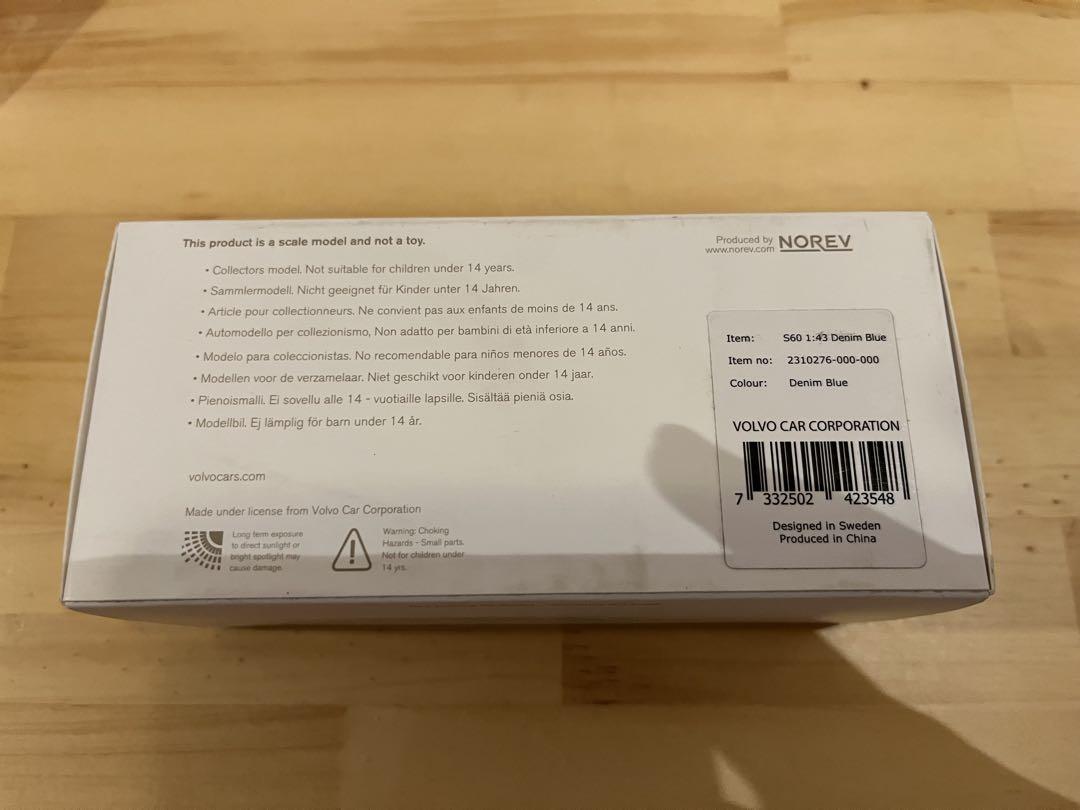 This product is a scale model and not a toy.
• Collectors model. Not suitable for children under 14 years.
• Sammlermodell. Nicht geeignet für Kinder unter 14 Jahren.
• Article pour collectionneurs. Ne convient pas aux enfants de moins de 14 ans.
• Automodello per collezionismo, Non adatto per bambini di età inferiore a 14 anni.
• Modelo para coleccionistas. No recomendable para niños menores de 14 años.
• Modellen voor de verzamelaar. Niet geschikt voor kinderen onder 14 jaar.
• Pienoismalli. Ei sovellu alle 14 - vuotiaille lapsille. Sisältää pieniä osia.
• Modellbil. Ej lämplig för barn under 14 år.
volvocars.com
Made under license from Volvo Car Corporation
Long term exposure
to direct sunlight or
bright spotlight may
cause damage.
Warning: Choking
Hazards - Small parts.
Not for children under
14 yrs.
Produced by NOREV
www.norev.com
Item: S60 1:43 Denim Blue
Item no: 2310276-000-000
Colour: Denim Blue
VOLVO CAR CORPORATION
7 332502 423548
Designed in Sweden
Produced in China